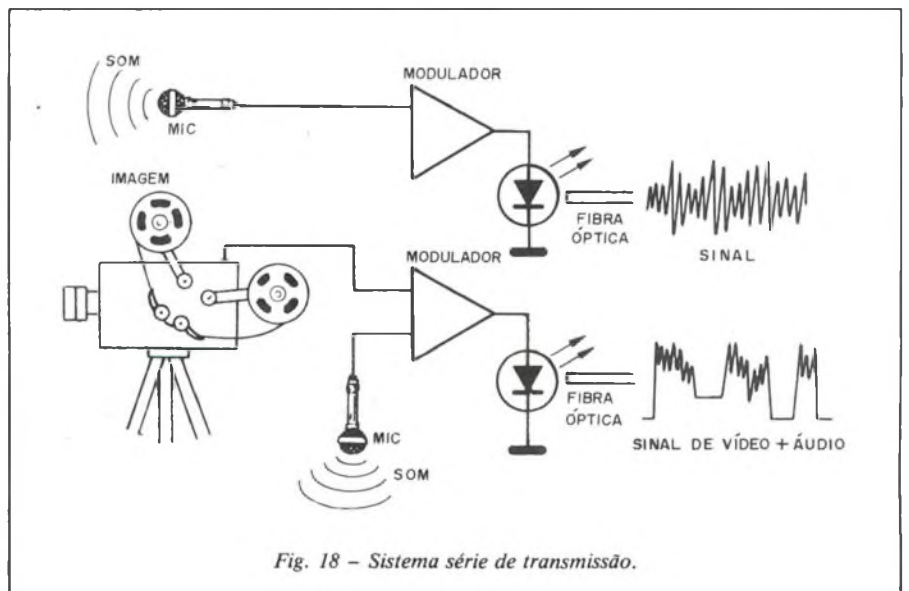 SOM
MIC
MODULADOR
FIBRA
ÓPTICA
SINAL
IMAGEM
MODULADOR
MIC
SOM
FIBRA
ÓPTICA
SINAL DE VÍDEO + ÁUDIO
Fig. 18 – Sistema série de transmissão.